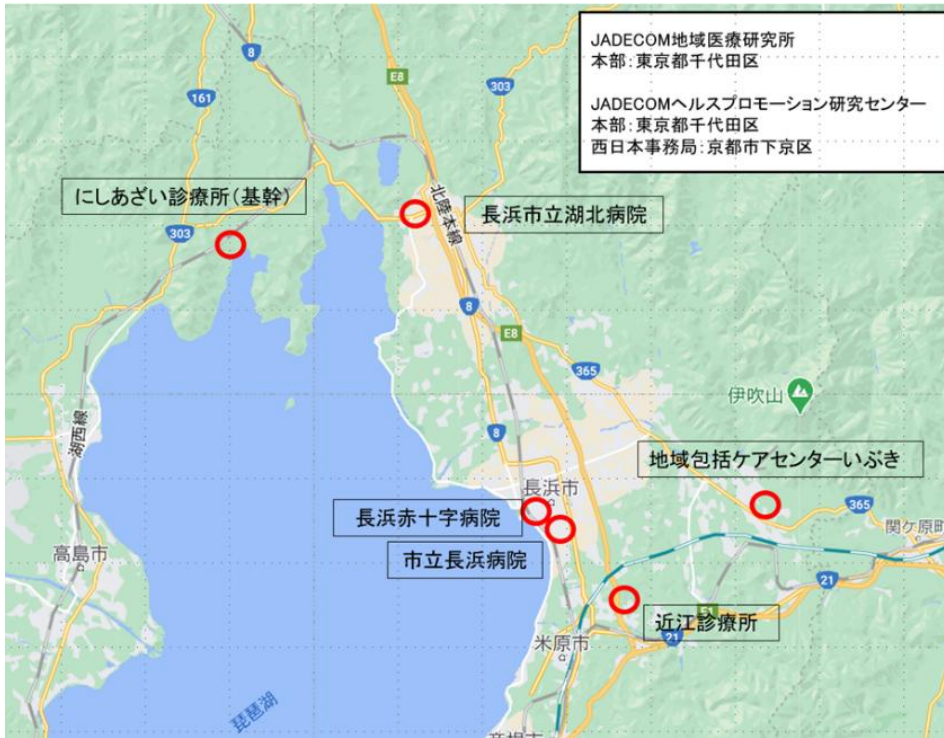 JADECOM地域医療研究所
本部:東京都千代田区
JADECOMヘルスプロモーション研究センター
本部:東京都千代田区
西日本事務局:京都市下京区
8
E8
161
303
にしあざい診療所(基幹)
北陸本線
長浜市立湖北病院
303
8
E8
365
伊吹山
湖西線
8
地域包括ケアセンターいぶき
長浜市
長浜赤十字病院
365
関ケ原町
市立長浜病院
高島市
21
E1
近江診療所
21
米原市
琵琶湖